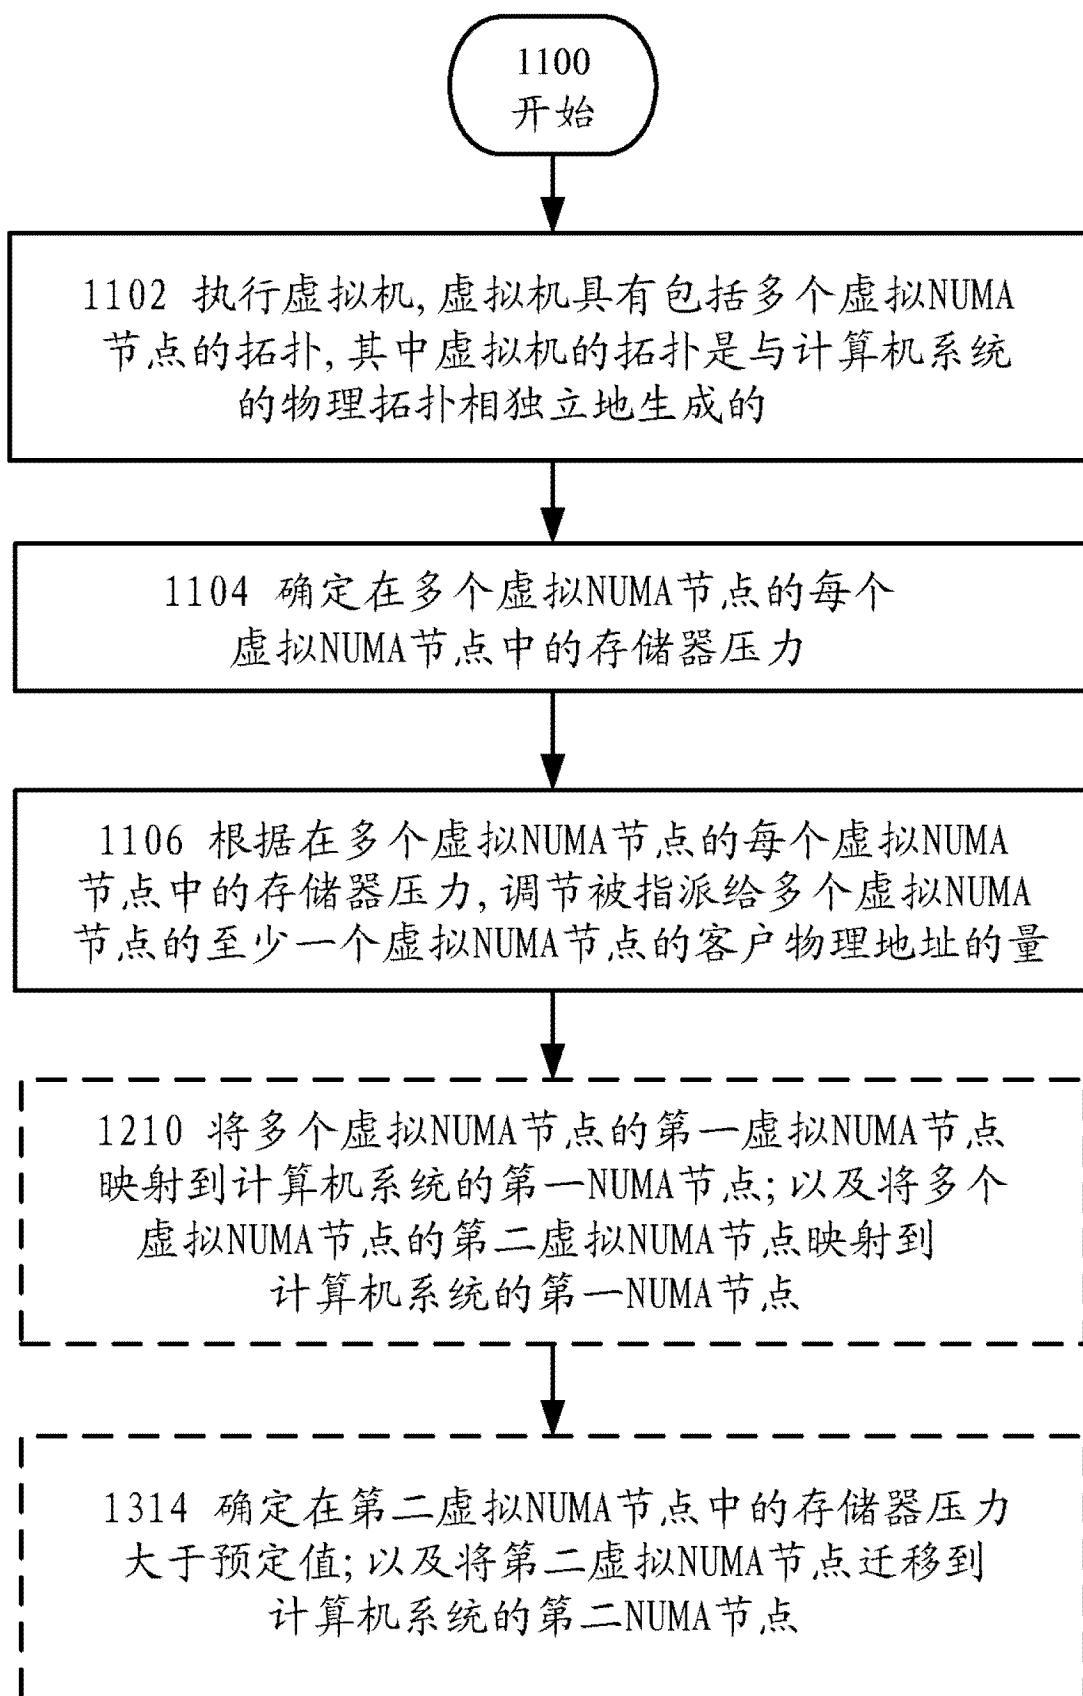 1100
开始
1102 执行虚拟机,虚拟机具有包括多个虚拟NUMA
节点的拓扑,其中虚拟机的拓扑是与计算机系统
的物理拓扑相独立地生成的
1104 确定在多个虚拟NUMA节点的每个
虚拟NUMA节点中的存储器压力
1106 根据在多个虚拟NUMA节点的每个虚拟NUMA
节点中的存储器压力,调节被指派给多个虚拟NUMA
节点的至少一个虚拟NUMA节点的客户物理地址的量
1210 将多个虚拟NUMA节点的第一虚拟NUMA节点
映射到计算机系统的第一NUMA节点;以及将多个
虚拟NUMA节点的第二虚拟NUMA节点映射到
计算机系统的第一NUMA节点
1314 确定在第二虚拟NUMA节点中的存储器压力
大于预定值;以及将第二虚拟NUMA节点迁移到
计算机系统的第二NUMA节点